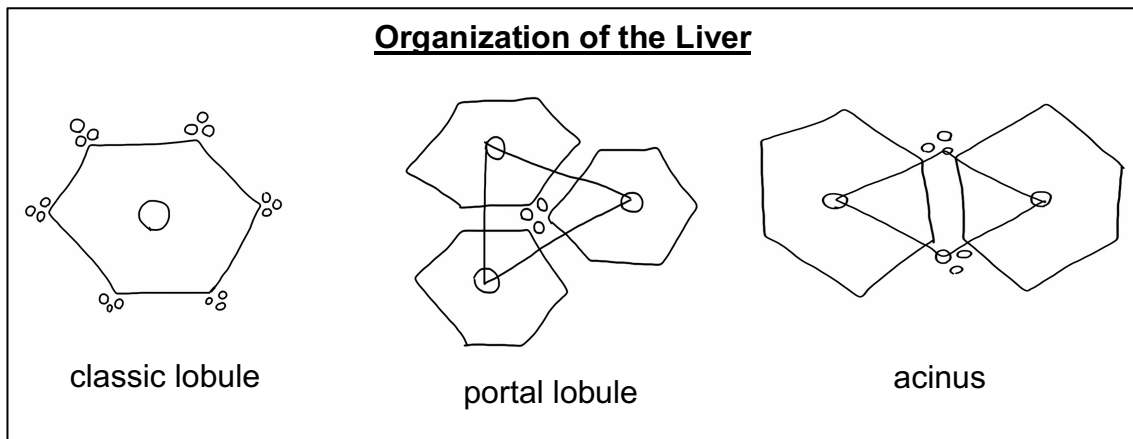 Organization of the Liver
classic lobule
portal lobule
acinus